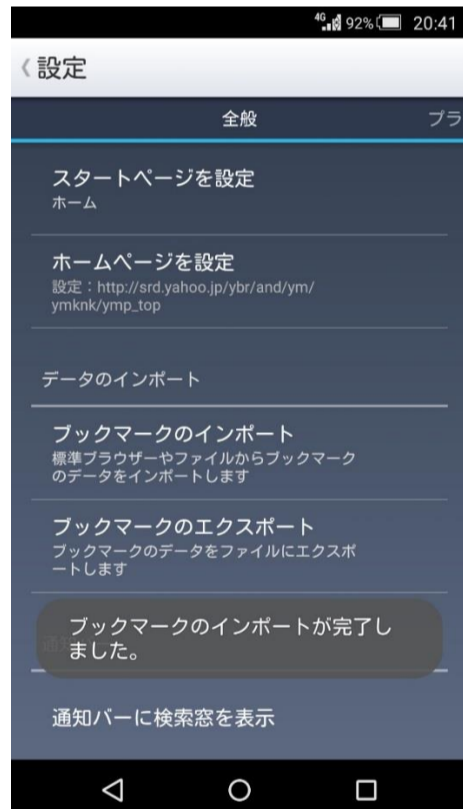 4G 92% 20:41
設定
全般 プラ
スタートページを設定
ホーム
ホームページを設定
設定：http://srd.yahoo.jp/ybr/and/ym/
ymknk/ymp_top
データのインポート
ブックマークのインポート
標準ブラウザーやファイルからブックマーク
のデータをインポートします
ブックマークのエクスポート
ブックマークのデータをファイルにエクスポ
ートします
ブックマークのインポートが完了し
ました。
通知バーに検索窓を表示